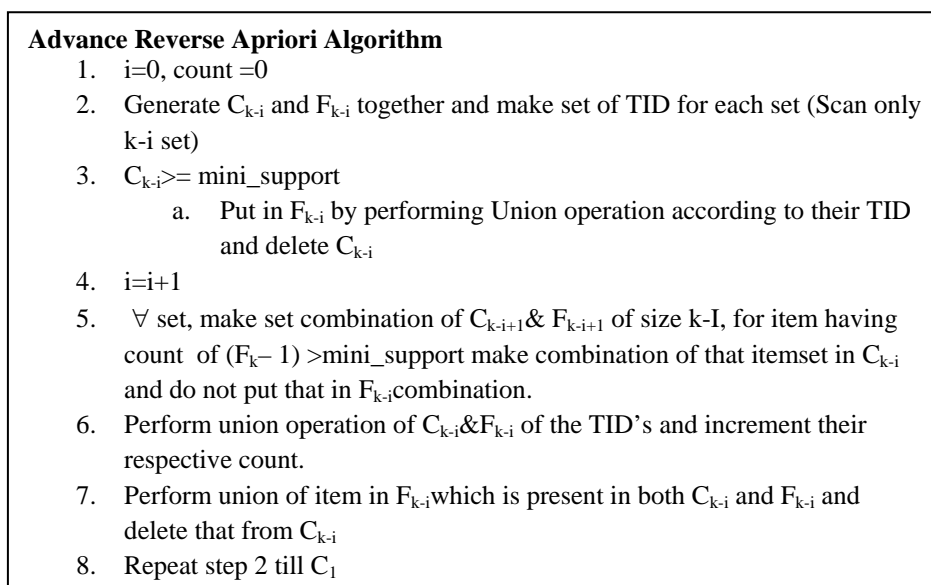 Advance Reverse Apriori Algorithm
1. i=0, count =0
2. Generate Cₖ₋ᵢ and Fₖ₋ᵢ together and make set of TID for each set (Scan only
k-i set)
3. Cₖ₋ᵢ>= mini_support
a. Put in Fₖ₋ᵢ by performing Union operation according to their TID
and delete Cₖ₋ᵢ
4. i=i+1
5. ∀ set, make set combination of Cₖ₋ᵢ₊₁& Fₖ₋ᵢ₊₁ of size k-I, for item having
count of (Fₖ– 1) >mini_support make combination of that itemset in Cₖ₋ᵢ
and do not put that in Fₖ₋ᵢcombination.
6. Perform union operation of Cₖ₋ᵢ&Fₖ₋ᵢ of the TID's and increment their
respective count.
7. Perform union of item in Fₖ₋ᵢwhich is present in both Cₖ₋ᵢ and Fₖ₋ᵢ and
delete that from Cₖ₋ᵢ
8. Repeat step 2 till C₁